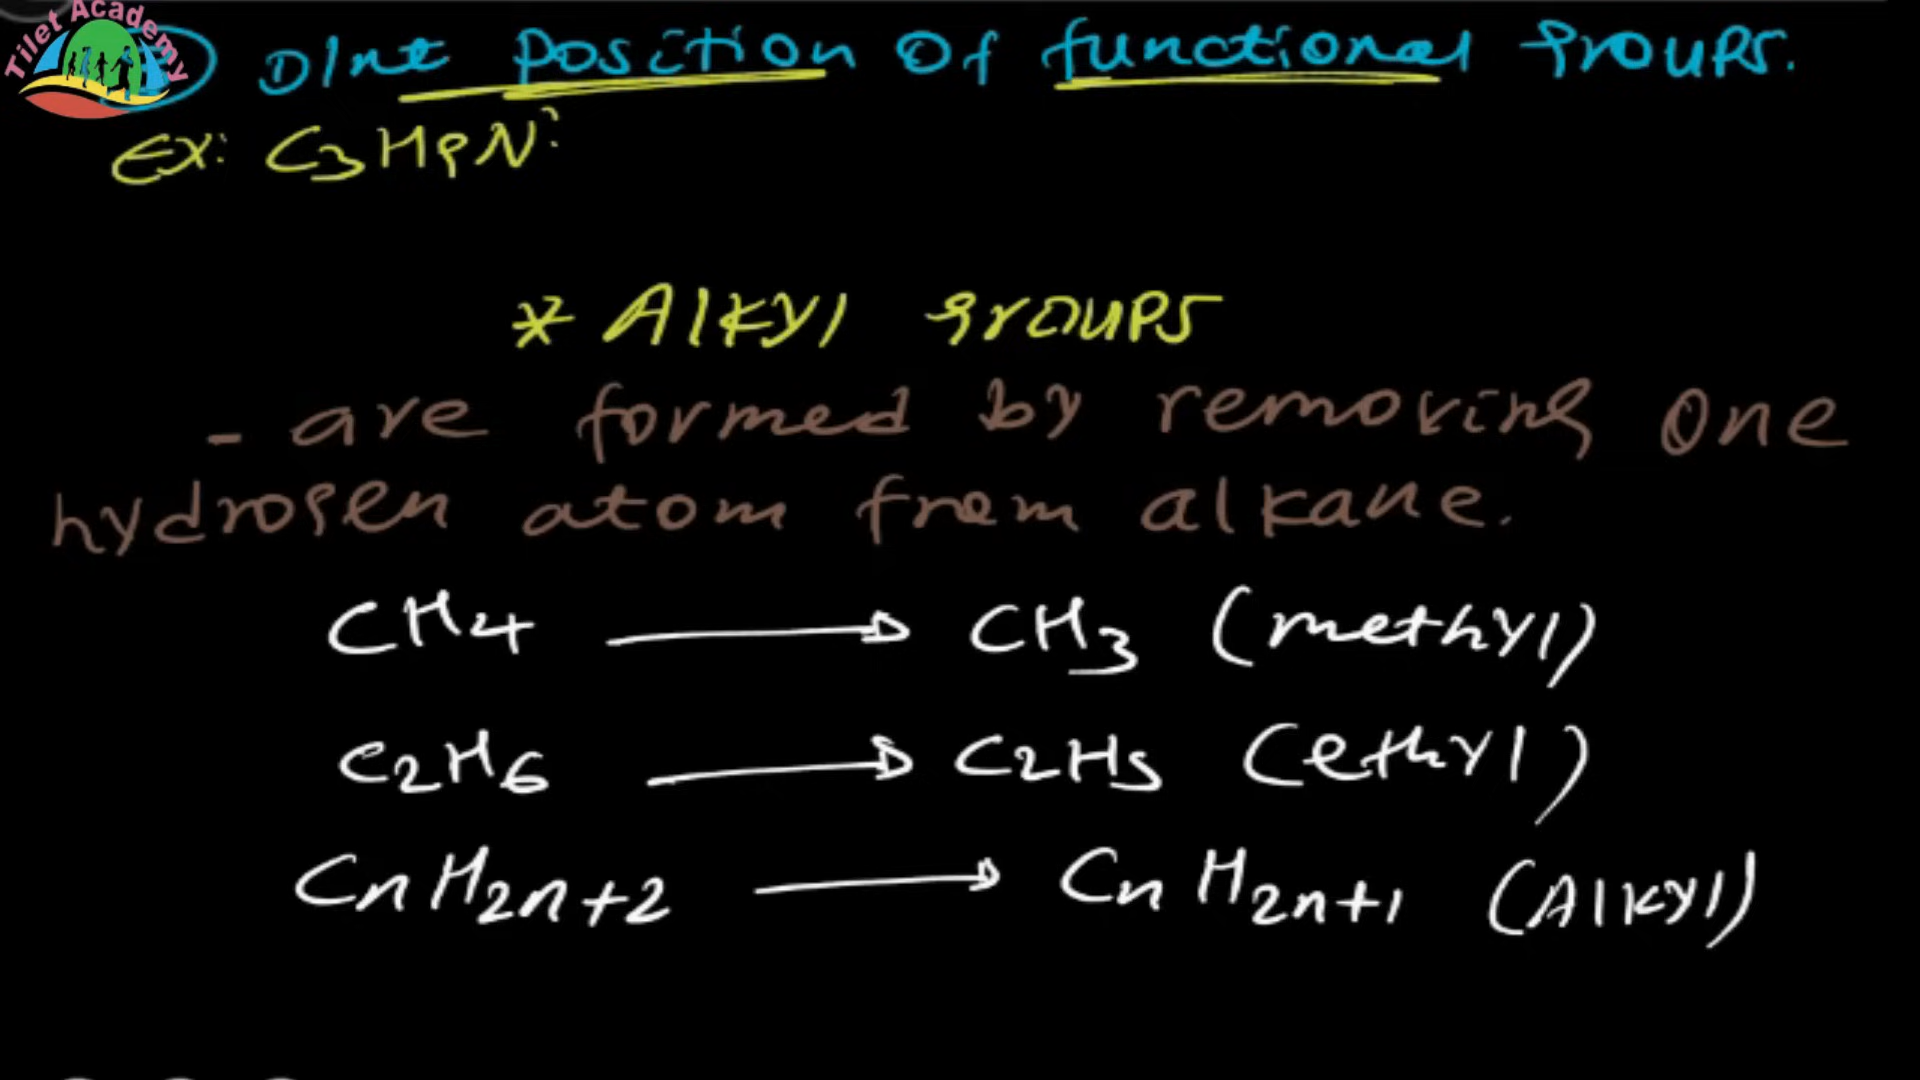 Tilet Academy
Dfnt position of functional groups.
Ex: C3H9N:
* Alkyl groups
- are formed by removing one
hydrogen atom from alkane.
CH4 → CH3 (methyl)
C2H6 → C2H5 (ethyl)
CnH2n+2 → CnH2n+1 (Alkyl)